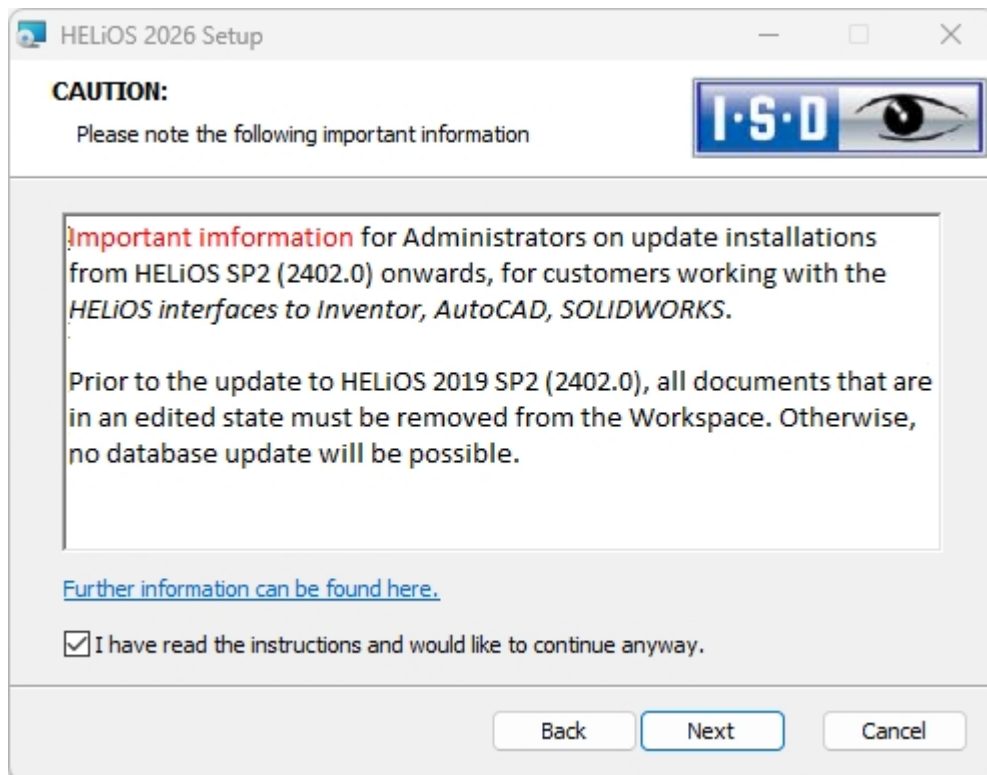 HELiOS 2026 Setup
CAUTION:
Please note the following important information
I·S·D
Important imformation for Administrators on update installations
from HELiOS SP2 (2402.0) onwards, for customers working with the
HELiOS interfaces to Inventor, AutoCAD, SOLIDWORKS.
Prior to the update to HELiOS 2019 SP2 (2402.0), all documents that are
in an edited state must be removed from the Workspace. Otherwise,
no database update will be possible.
Further information can be found here.
I have read the instructions and would like to continue anyway.
Back Next Cancel